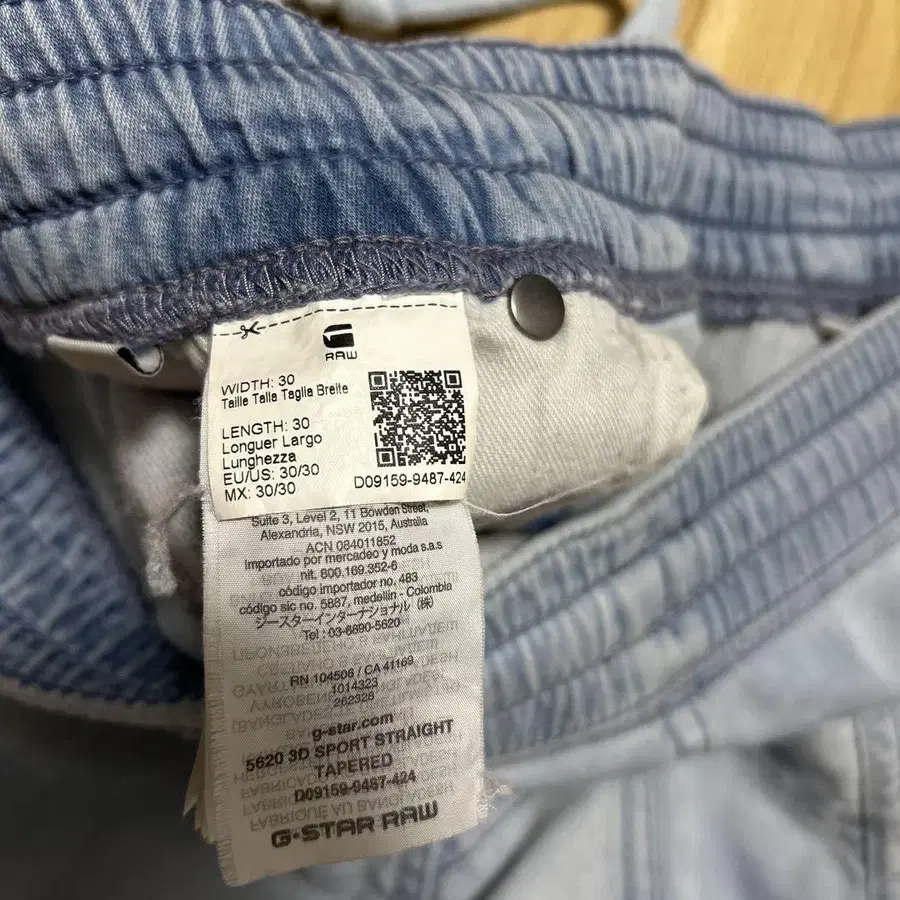 RAW
WIDTH: 30
Taille Talla Taglia Breite
LENGTH: 30
Longuer Largo
Lunghezza
EU/US: 30/30
MX: 30/30
D09159-9487-424
Suite 3, Level 2, 11 Bowden Street,
Alexandria, NSW 2015, Australia
ACN 084011852
Importado por mercadeo y moda s.a.s
nit. 800.169.352-6
código importador no. 483
código sic no. 5887, medellin - Colombia
ジースターインターナショナル (株)
Tel : 03-6890-5620
RN 104506 / CA 41169
1014323
262328
g-star.com
5620 3D SPORT STRAIGHT
TAPERED
D09159-9487-424
G-STAR RAW